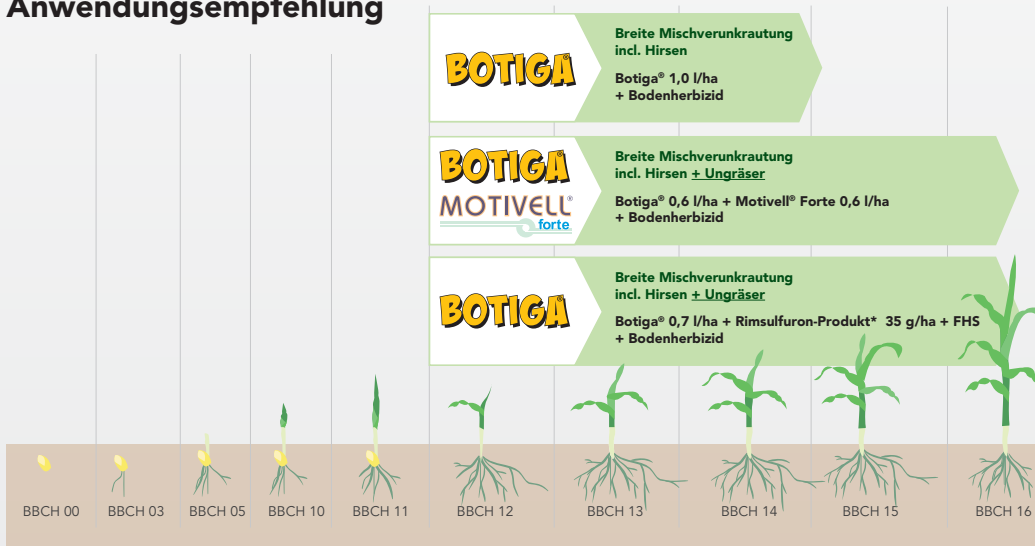 Anwendungsempfehlung
BOTIGA®
Breite Mischverunkrautung
incl. Hirsen
Botiga® 1,0 l/ha
+ Bodenherbizid
BOTIGA®
MOTIVELL®
forte
Breite Mischverunkrautung
incl. Hirsen + Ungräser
Botiga® 0,6 l/ha + Motivell® Forte 0,6 l/ha
+ Bodenherbizid
BOTIGA®
Breite Mischverunkrautung
incl. Hirsen + Ungräser
Botiga® 0,7 l/ha + Rimsulfuron-Produkt* 35 g/ha + FHS
+ Bodenherbizid
BBCH 00 BBCH 03 BBCH 05 BBCH 10 BBCH 11 BBCH 12 BBCH 13 BBCH 14 BBCH 15 BBCH 16